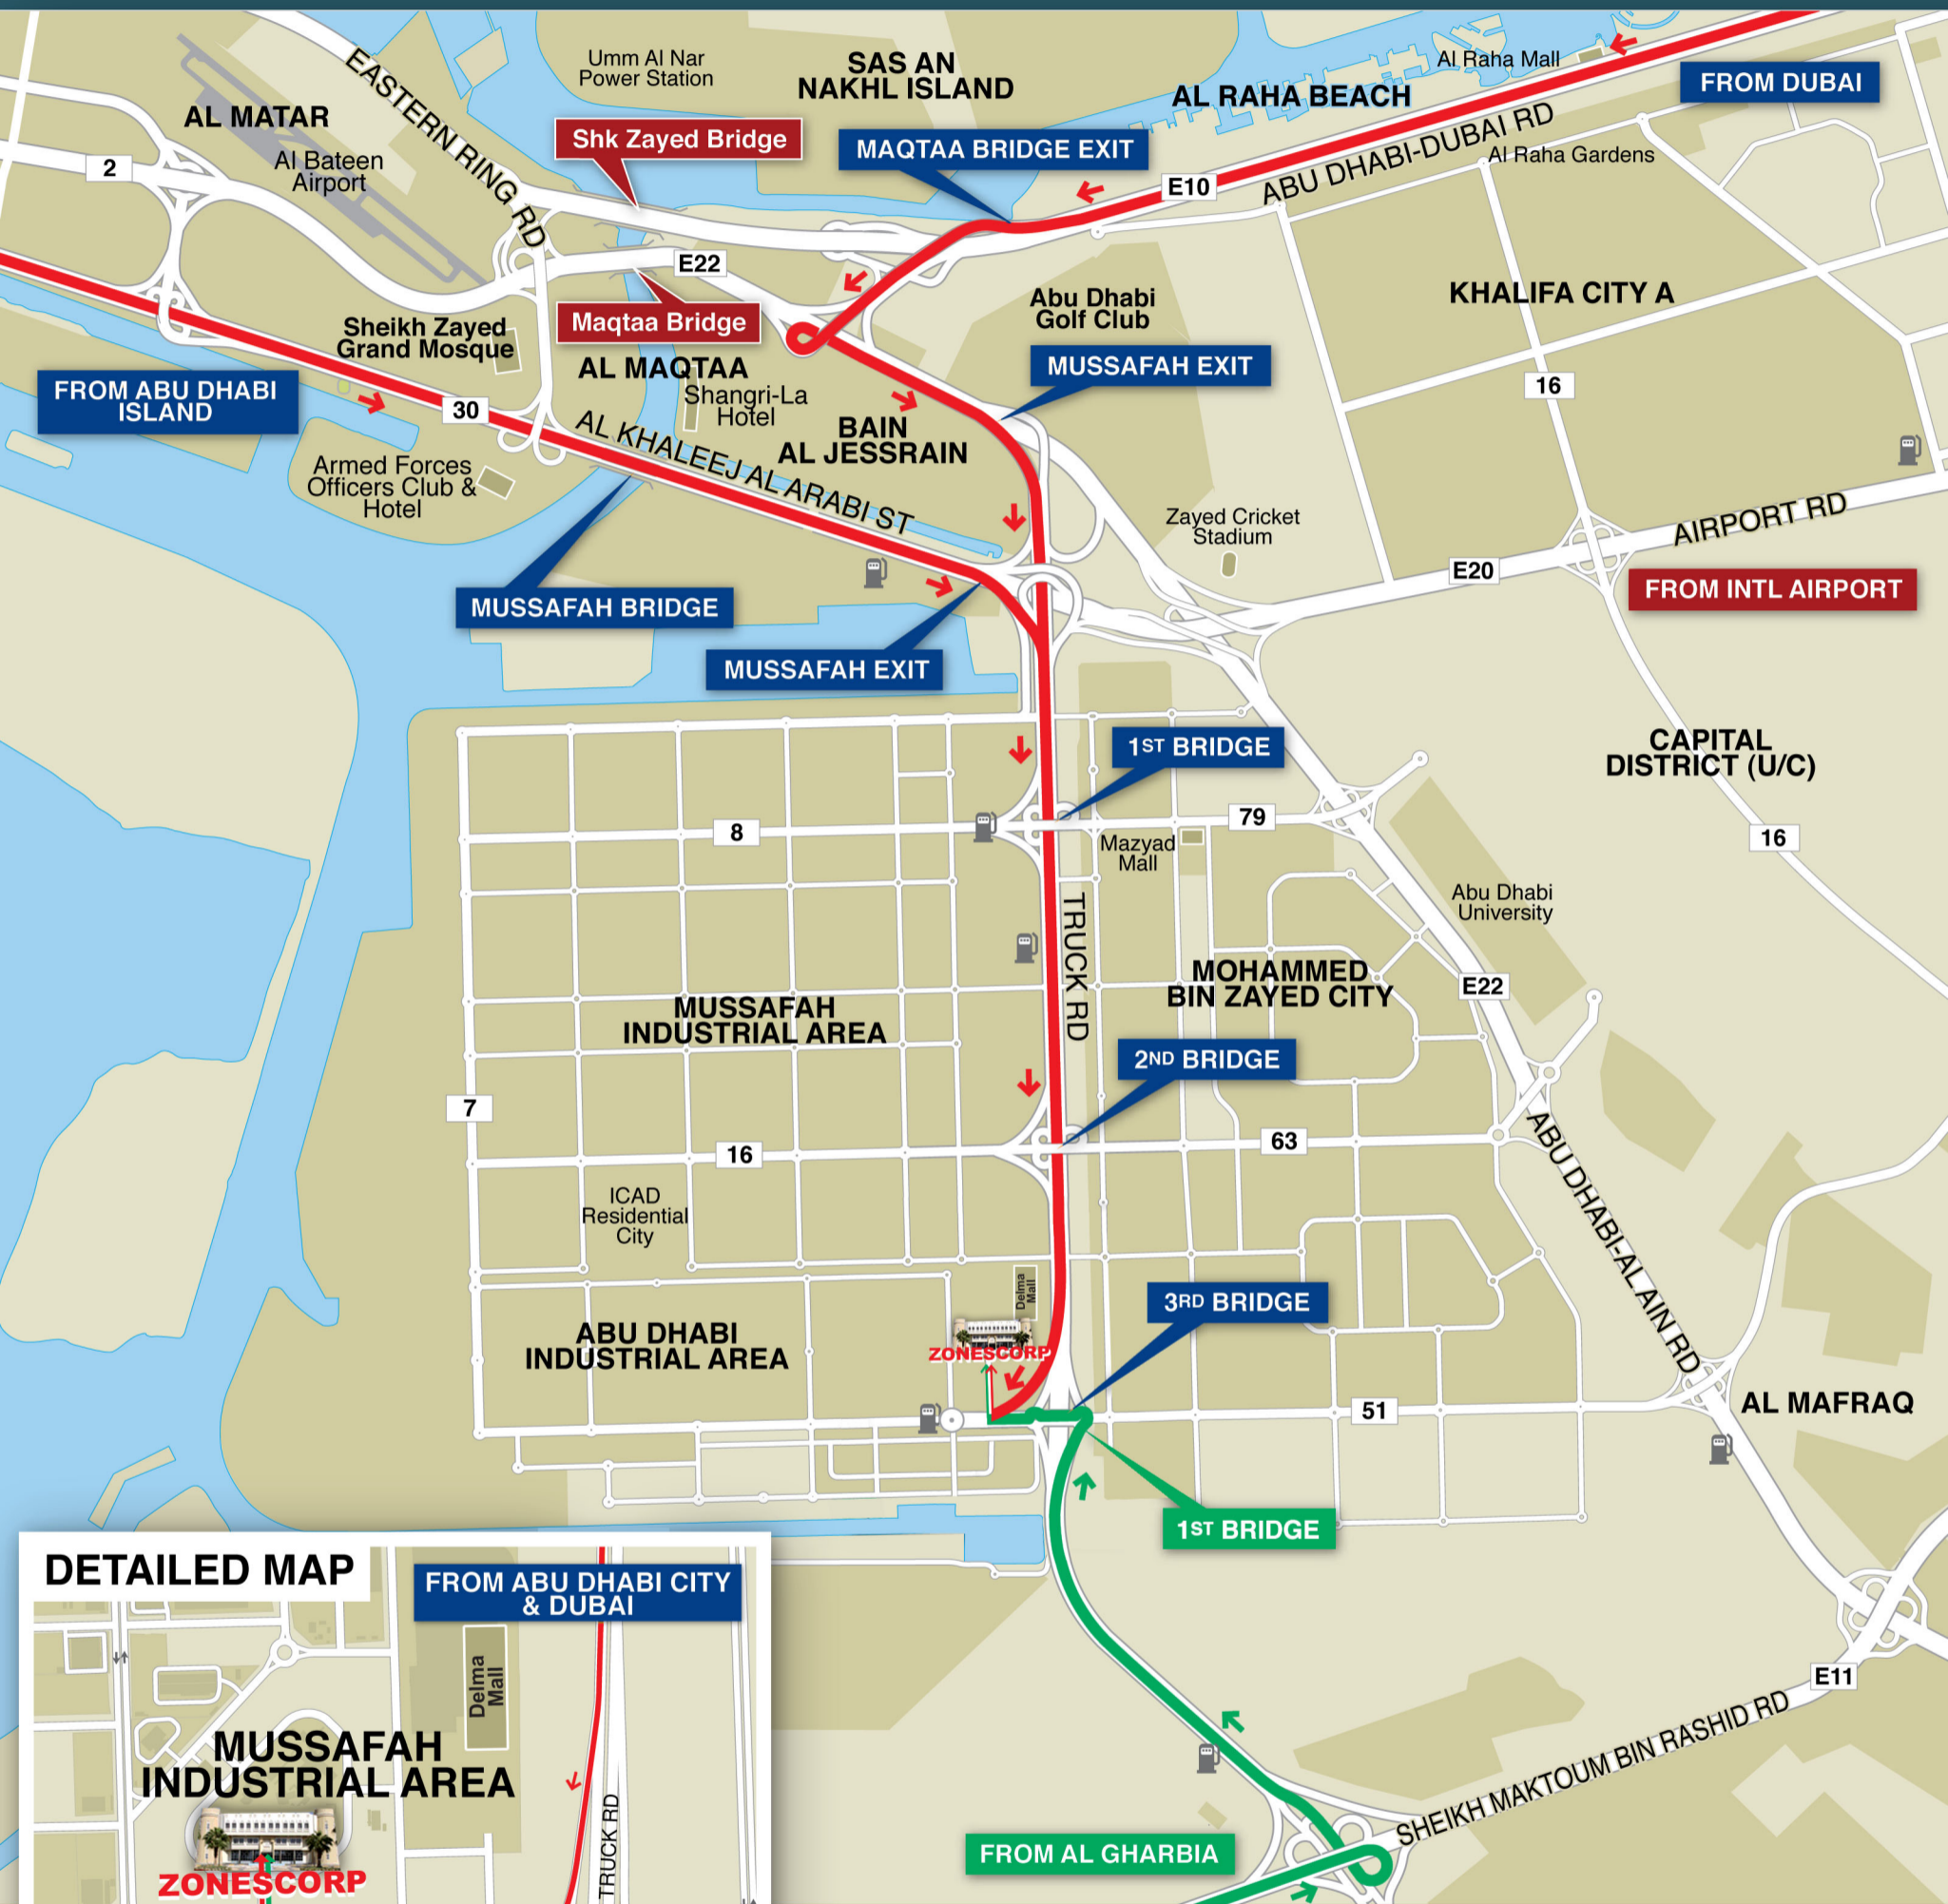 Umm Al Nar
Power Station
SAS AN
NAKHL ISLAND
Al Raha Mall
FROM DUBAI
AL RAHA BEACH
EASTERN RING RD
AL MATAR
Al Bateen
Airport
2
Shk Zayed Bridge
MAQTAA BRIDGE EXIT
ABU DHABI-DUBAI RD
Al Raha Gardens
E10
E22
Abu Dhabi
Golf Club
KHALIFA CITY A
Sheikh Zayed
Grand Mosque
Maqtaa Bridge
AL MAQTAA
Shangri-La
Hotel
MUSSAFAH EXIT
16
FROM ABU DHABI
ISLAND
30
AL KHALEEJ AL ARABI ST
BAIN
AL JESSRAIN
Armed Forces
Officers Club &
Hotel
Zayed Cricket
Stadium
AIRPORT RD
E20
FROM INTL AIRPORT
MUSSAFAH BRIDGE
MUSSAFAH EXIT
1ST BRIDGE
CAPITAL
DISTRICT (U/C)
8
79
16
Mazyad
Mall
Abu Dhabi
University
TRUCK RD
MOHAMMED
BIN ZAYED CITY
E22
MUSSAFAH
INDUSTRIAL AREA
2ND BRIDGE
7
16
63
ABU DHABI-AL AIN RD
ICAD
Residential
City
Delma
Mall
3RD BRIDGE
ABU DHABI
INDUSTRIAL AREA
ZONESCORP
51
AL MAFRAQ
1ST BRIDGE
DETAILED MAP
FROM ABU DHABI CITY
& DUBAI
Delma
Mall
E11
SHEIKH MAKTOUM BIN RASHID RD
MUSSAFAH
INDUSTRIAL AREA
TRUCK RD
FROM AL GHARBIA
ZONESCORP